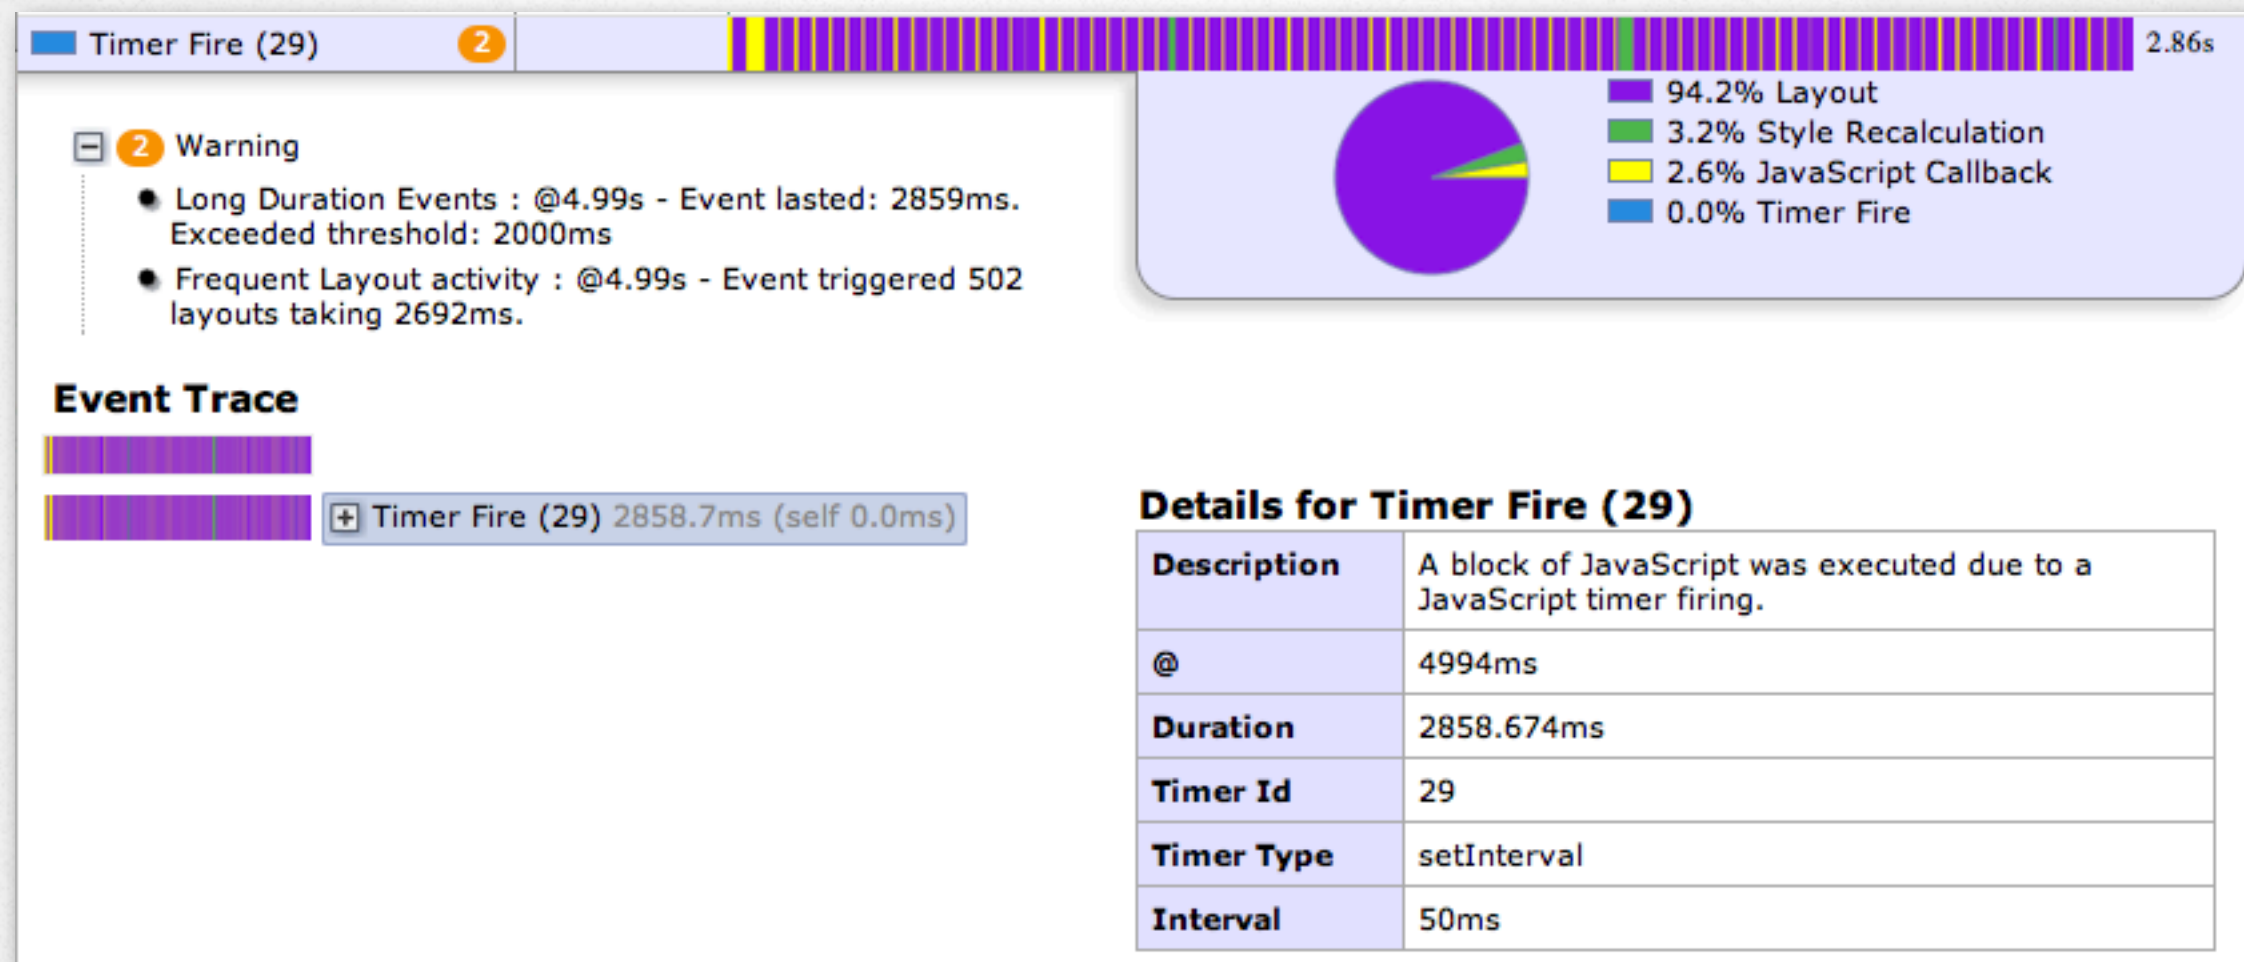 Timer Fire (29) 2 2.86s
94.2% Layout
3.2% Style Recalculation
2.6% JavaScript Callback
0.0% Timer Fire
2 Warning
Long Duration Events : @4.99s - Event lasted: 2859ms.
Exceeded threshold: 2000ms
Frequent Layout activity : @4.99s - Event triggered 502
layouts taking 2692ms.
Event Trace
Timer Fire (29) 2858.7ms (self 0.0ms)
Details for Timer Fire (29)
Description A block of JavaScript was executed due to a
JavaScript timer firing.
@ 4994ms
Duration 2858.674ms
Timer Id 29
Timer Type setInterval
Interval 50ms